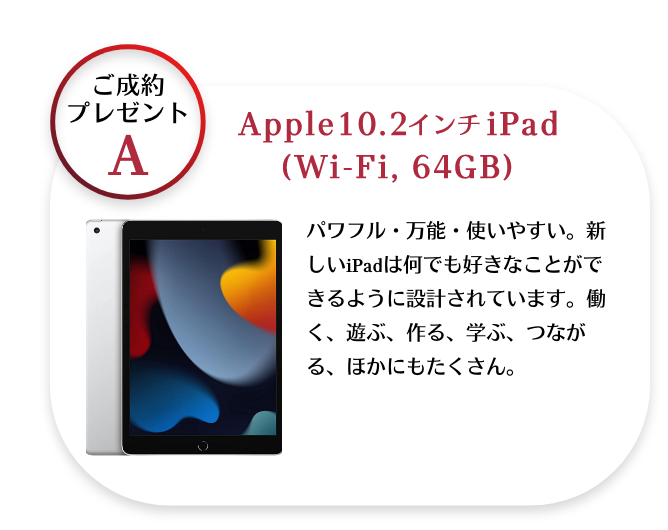 ご成約
プレゼント
A
Apple10.2インチ iPad
(Wi-Fi, 64GB)
パワフル・万能・使いやすい。新
しいiPadは何でも好きなことがで
きるように設計されています。働
く、遊ぶ、作る、学ぶ、つなが
る、ほかにもたくさん。